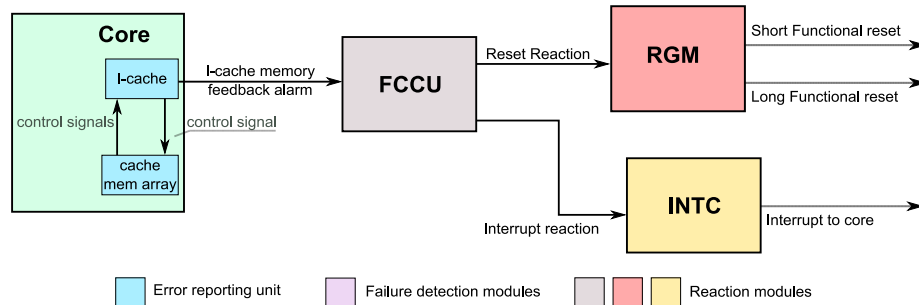 Core
I-cache
control signals
control signal
cache
mem array
I-cache memory
feedback alarm
FCCU
Reset Reaction
Interrupt reaction
RGM
Short Functional reset
Long Functional reset
INTC
Interrupt to core
Error reporting unit
Failure detection modules
Reaction modules